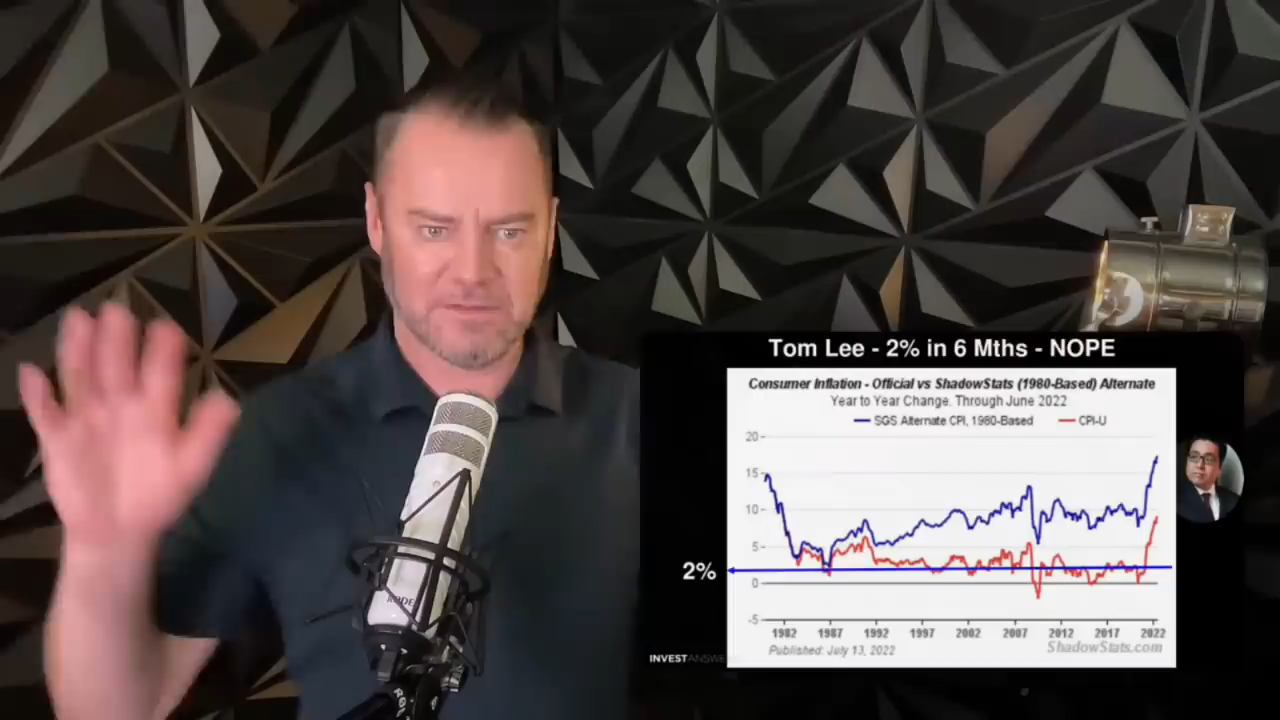 Tom Lee - 2% in 6 Mths - NOPE
Consumer Inflation - Official vs ShadowStats (1980-Based) Alternate
Year to Year Change, Through June 2022
SGS Alternate CPI, 1980-Based CPI-U
20
15
10
5
2%
0
-5
1982 1987 1992 1997 2002 2007 2012 2017 2022
Published: July 13, 2022 ShadowStats.com
INVESTANSWE
RODE